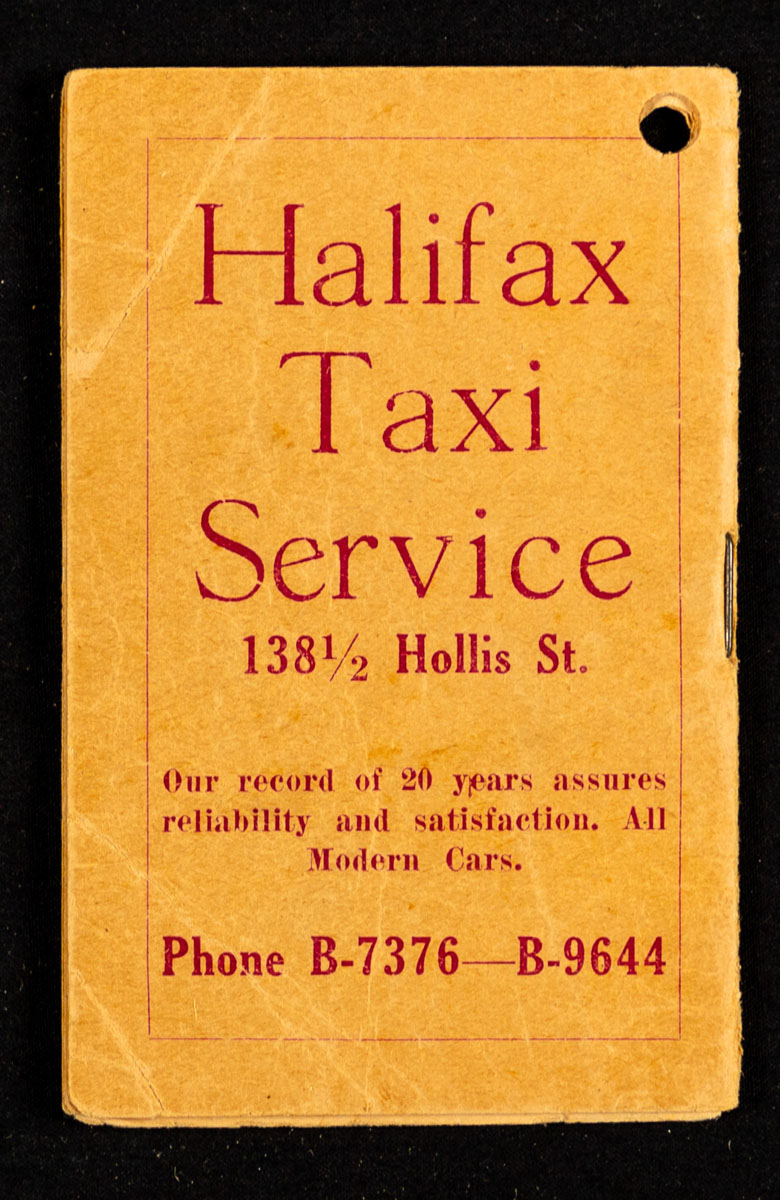 Halifax
Taxi
Service
138½ Hollis St.
Our record of 20 years assures
reliability and satisfaction. All
Modern Cars.
Phone B-7376—B-9644